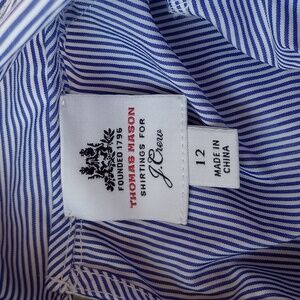 FOUNDED 1796
THOMAS MASON
SHIRTINGS FOR
J.Crew
12
MADE IN
CHINA